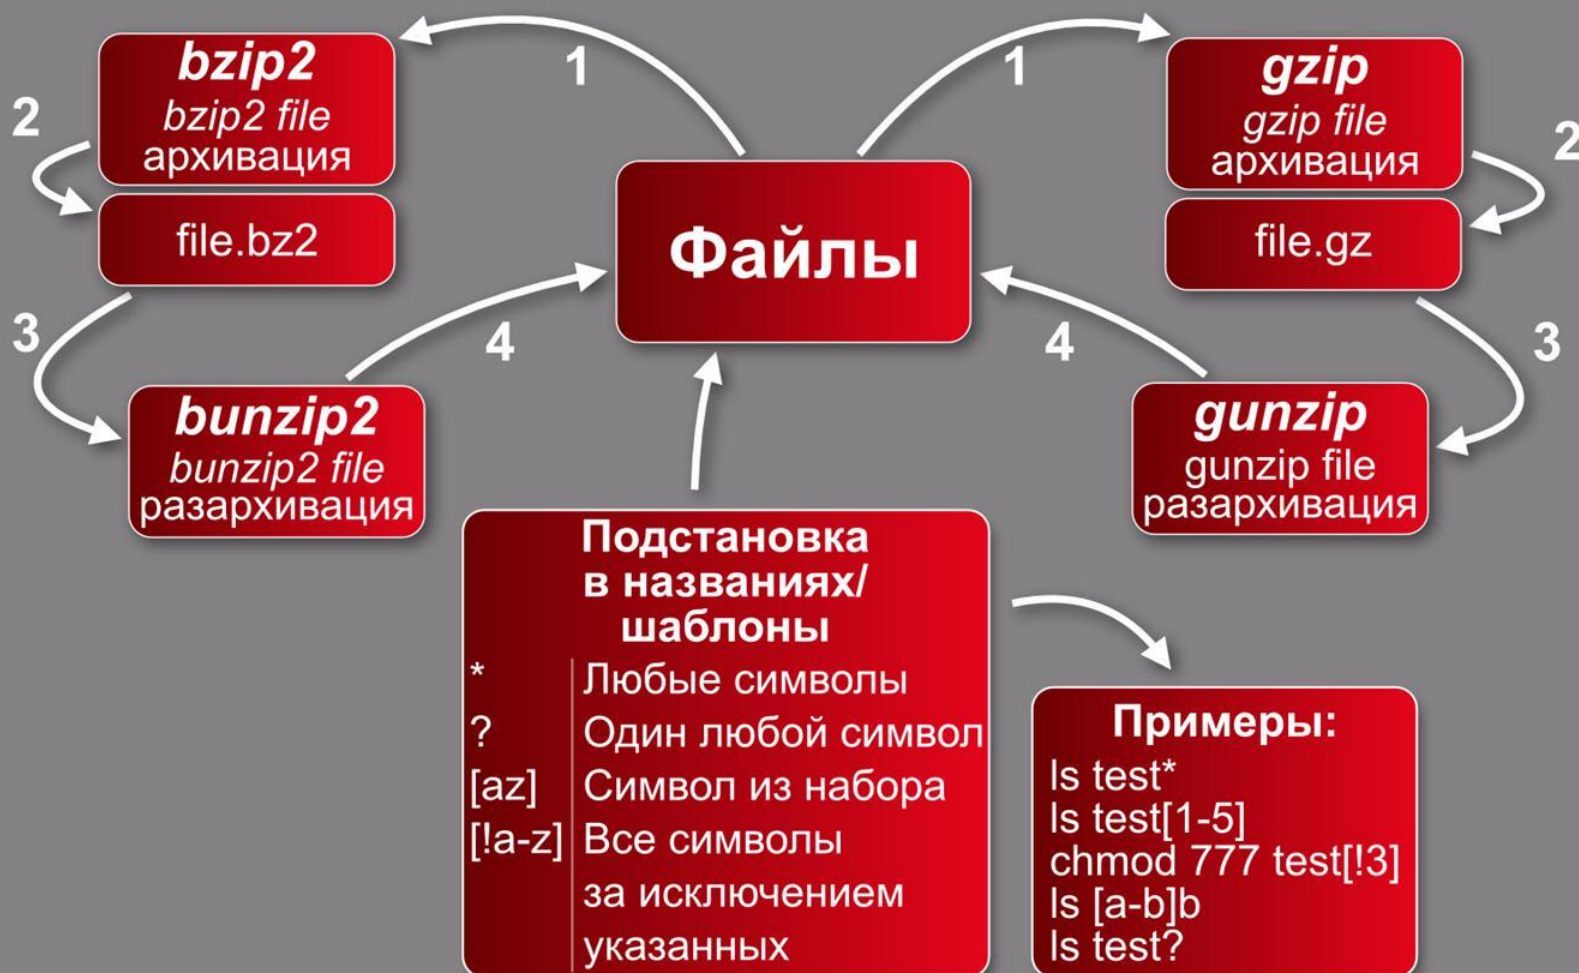 1
1
2
bzip2
bzip2 file
архивация
file.bz2
gzip
gzip file
архивация
file.gz
2
Файлы
3
4
4
3
bunzip2
bunzip2 file
разархивация
gunzip
gunzip file
разархивация
Подстановка
в названиях/
шаблоны
* Любые символы
? Один любой символ
[az] Символ из набора
[!a-z] Все символы
за исключением
указанных
Примеры:
ls test*
ls test[1-5]
chmod 777 test[!3]
ls [a-b]b
ls test?